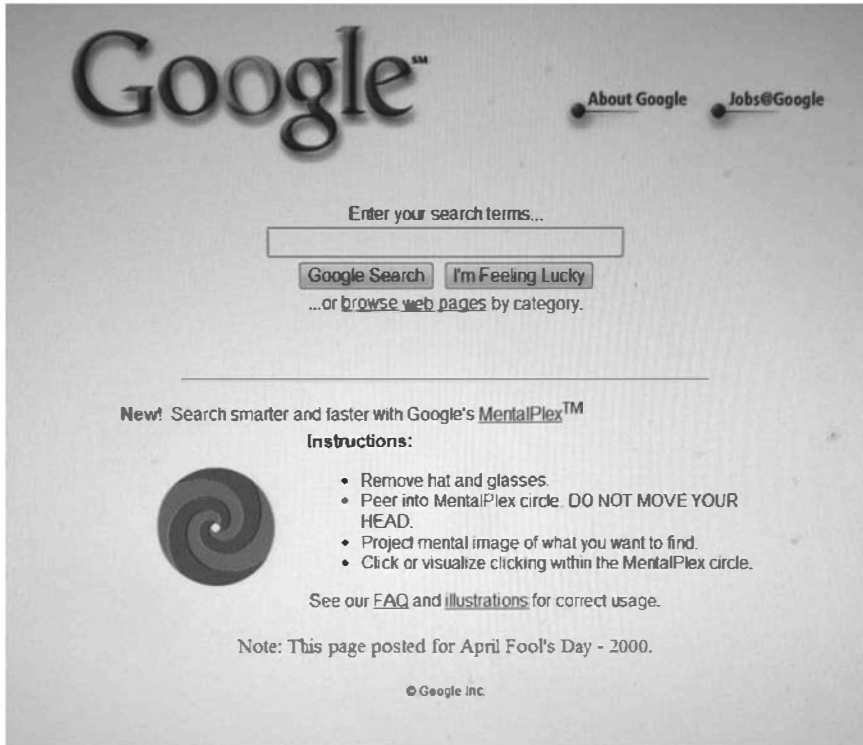 Google SM
About Google Jobs@Google
Enter your search terms...
Google Search I'm Feeling Lucky
...or browse web pages by category.
New! Search smarter and faster with Google's MentalPlex™
Instructions:
• Remove hat and glasses.
• Peer into MentalPlex circle. DO NOT MOVE YOUR
HEAD.
• Project mental image of what you want to find.
• Click or visualize clicking within the MentalPlex circle.
See our FAQ and illustrations for correct usage.
Note: This page posted for April Fool's Day - 2000.
© Google Inc.